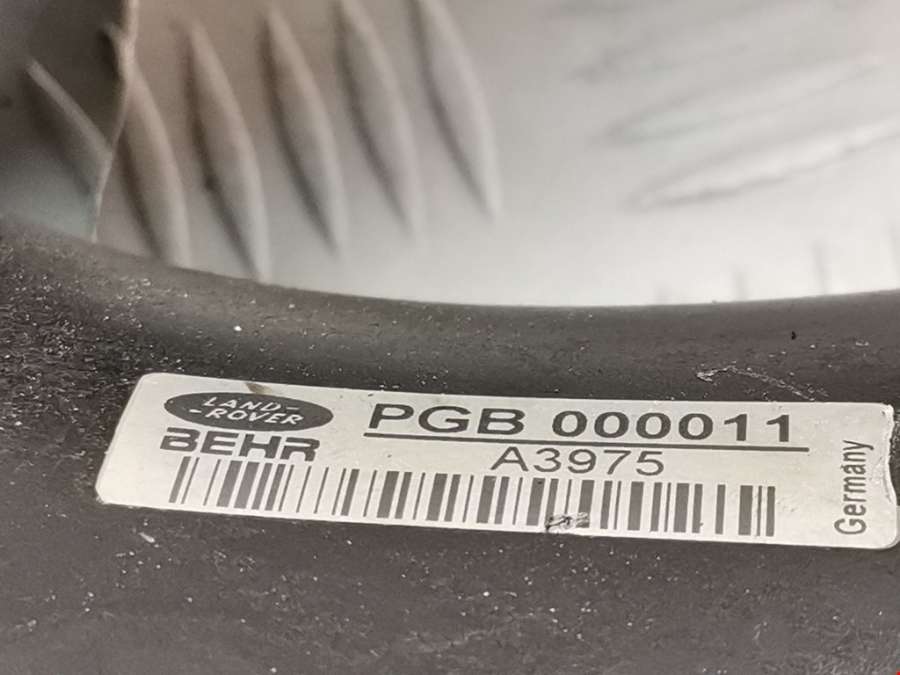 LAND-
-ROVER
BEHR
PGB 000011
A3975
Germany